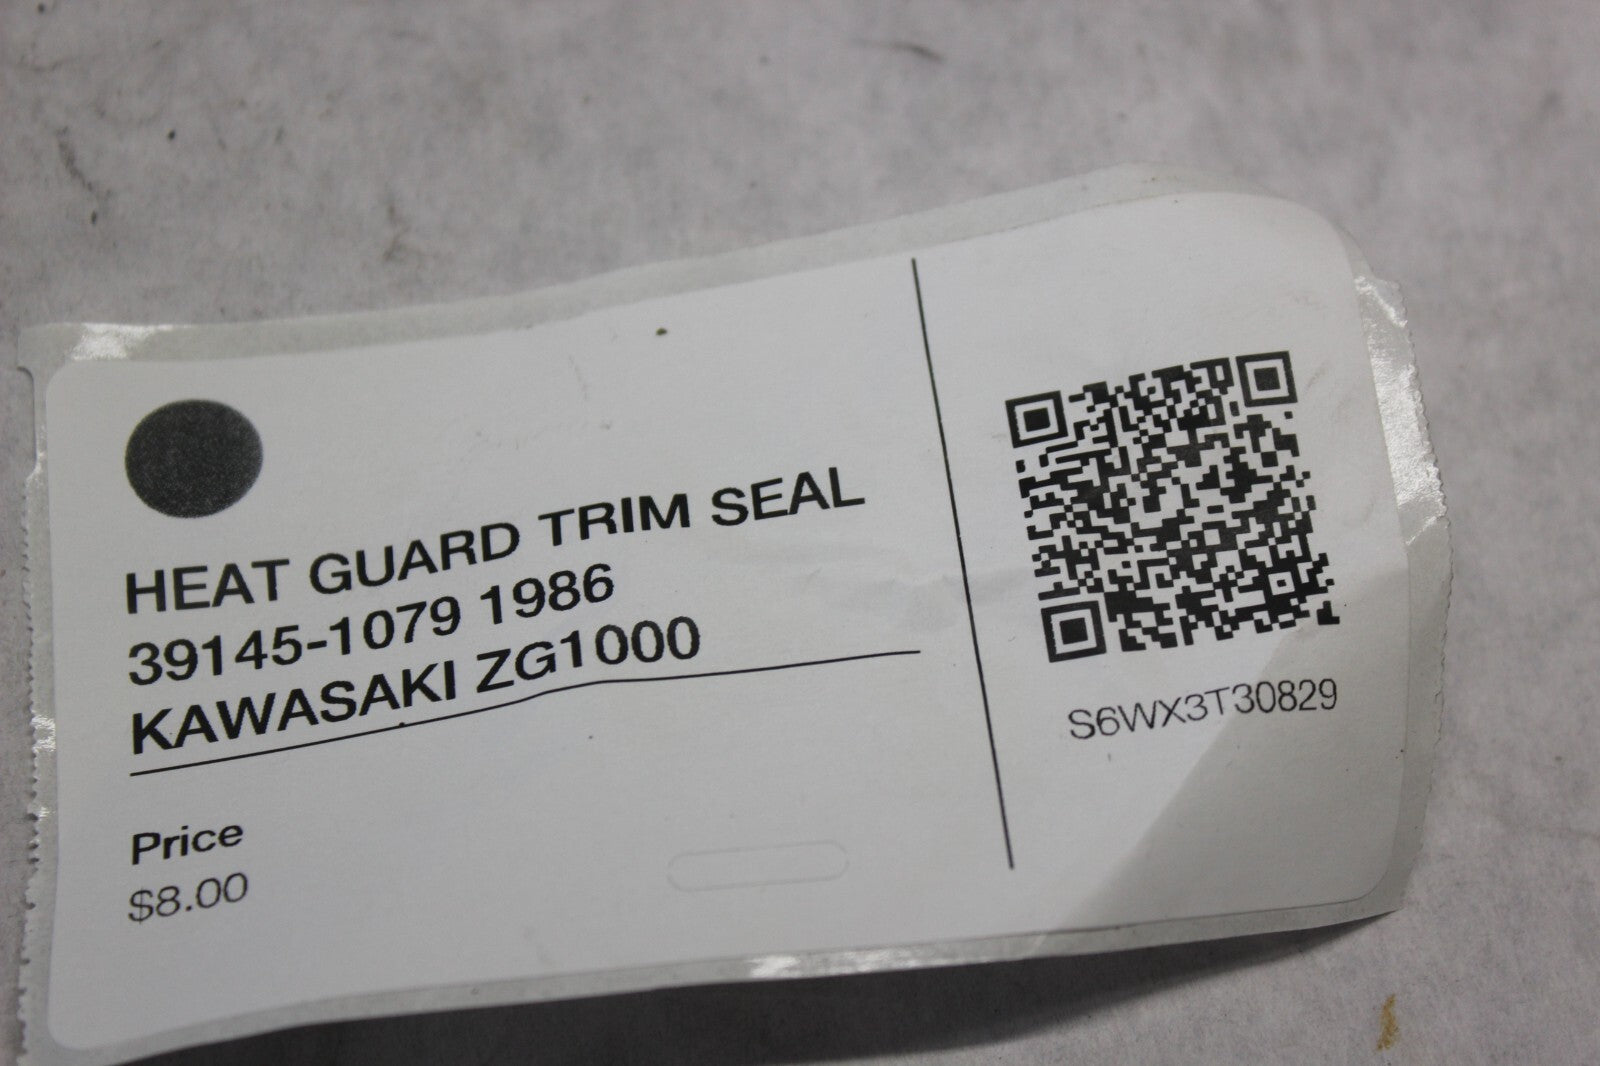 HEAT GUARD TRIM SEAL
39145-1079 1986
KAWASAKI ZG1000
Price
$8.00
S6WX3T30829